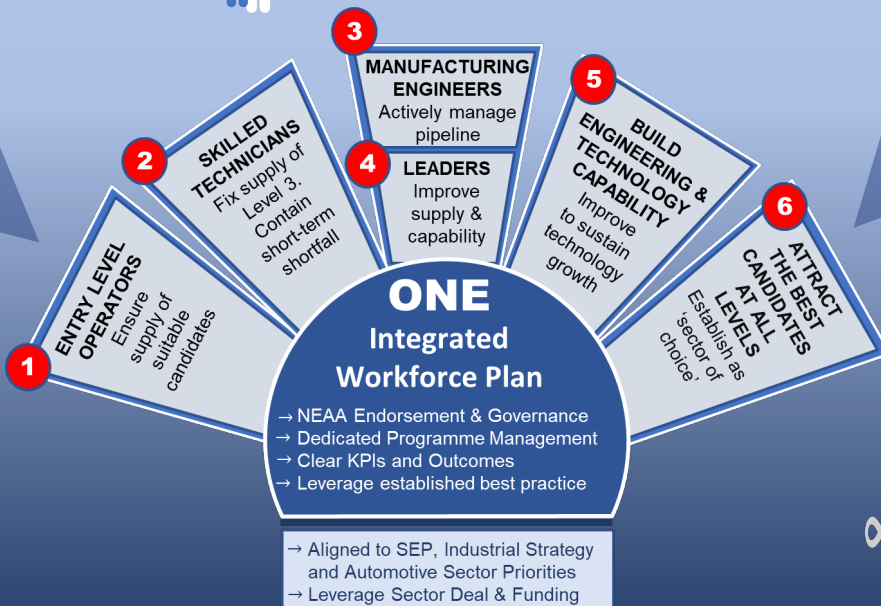 1
ENTRY LEVEL
OPERATORS
Ensure
supply of
suitable
candidates
2
SKILLED
TECHNICIANS
Fix supply of
Level 3.
Contain
short-term
shortfall
3
MANUFACTURING
ENGINEERS
Actively manage
pipeline
4
LEADERS
Improve
supply &
capability
5
BUILD
ENGINEERING &
TECHNOLOGY
CAPABILITY
Improve
to sustain
technology
growth
6
ATTRACT
THE BEST
CANDIDATES
AT ALL
LEVELS
Establish as
‘sector of
choice’
ONE
Integrated
Workforce Plan
→ NEAA Endorsement & Governance
→ Dedicated Programme Management
→ Clear KPIs and Outcomes
→ Leverage established best practice
→ Aligned to SEP, Industrial Strategy
and Automotive Sector Priorities
→ Leverage Sector Deal & Funding